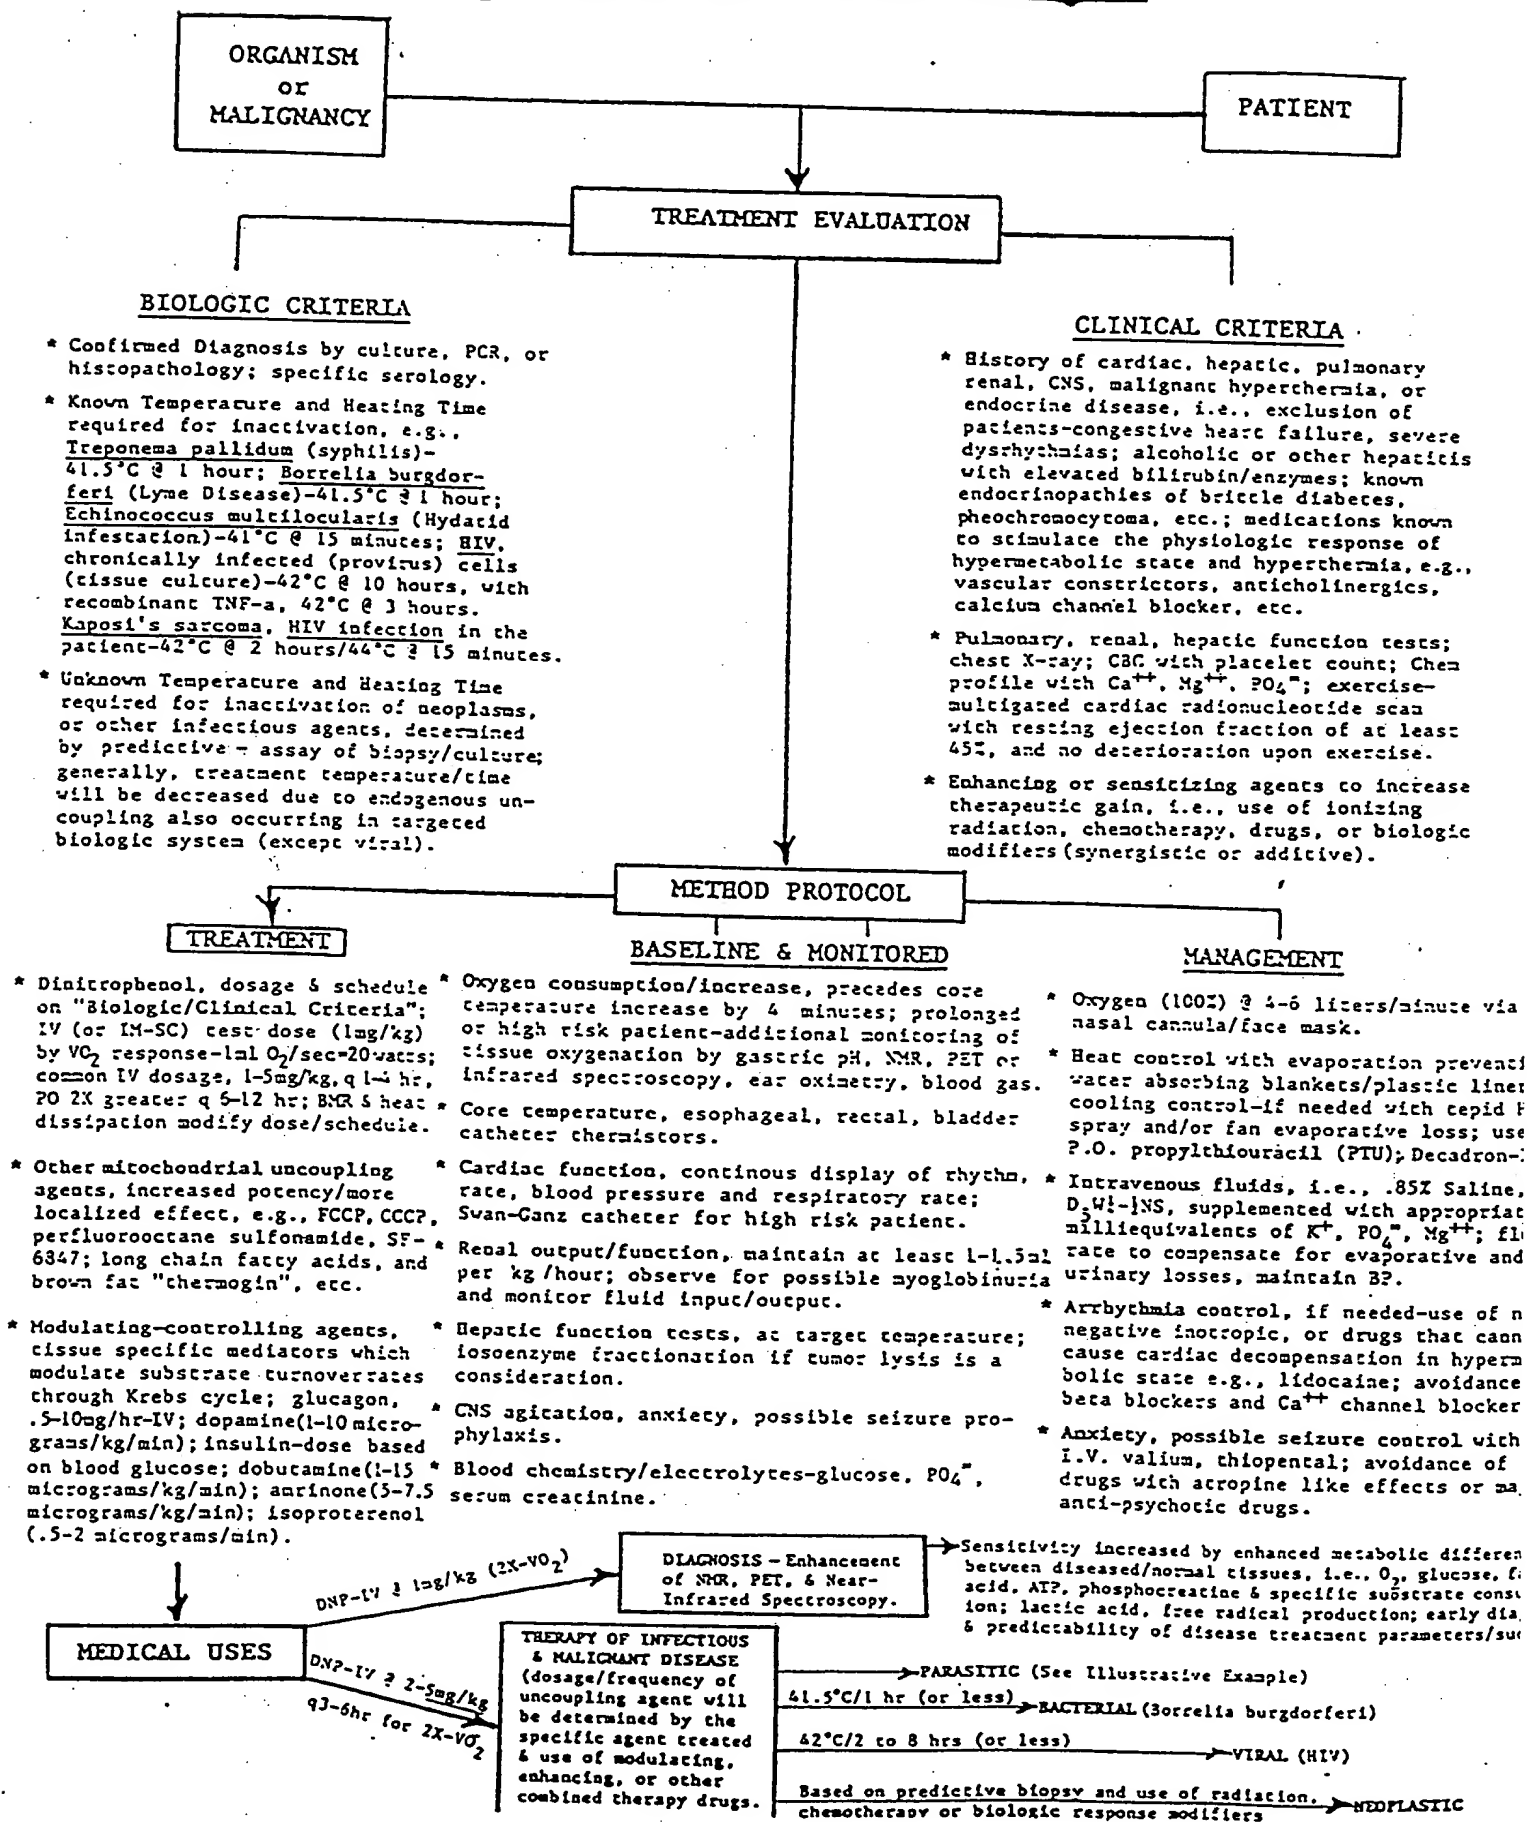 ORGANISM
or
MALIGNANCY
PATIENT
TREATMENT EVALUATION
BIOLOGIC CRITERIA
* Confirmed Diagnosis by culture, PCR, or
histopathology; specific serology.
* Known Temperature and Heating Time
required for inactivation, e.g.,
Treponema pallidum (syphilis)-
41.5°C @ 1 hour; Borrelia burgdor-
feri (Lyme Disease)-41.5°C @ 1 hour;
Echinococcus multilocularis (Hydatid
infestation)-41°C @ 15 minutes; HIV,
chronically infected (provirus) cells
(tissue culture)-42°C @ 10 hours, with
recombinant TNF-a, 42°C @ 3 hours.
Kaposi's sarcoma, HIV infection in the
patient-42°C @ 2 hours/44°C @ 15 minutes.
* Unknown Temperature and Heating Time
required for inactivation of neoplasms,
or other infectious agents, determined
by predictive - assay of biopsy/culture;
generally, treatment temperature/time
will be decreased due to endogenous un-
coupling also occurring in targeted
biologic system (except viral).
CLINICAL CRITERIA
* History of cardiac, hepatic, pulmonary
renal, CNS, malignant hyperthermia, or
endocrine disease, i.e., exclusion of
patients-congestive heart failure, severe
dysrhythmias; alcoholic or other hepatitis
with elevated bilirubin/enzymes; known
endocrinopathies of brittle diabetes,
pheochromocytoma, etc.; medications known
to stimulate the physiologic response of
hypermetabolic state and hyperthermia, e.g.,
vascular constrictors, anticholinergics,
calcium channel blocker, etc.
* Pulmonary, renal, hepatic function tests;
chest X-ray; CBC with platelet count; Chem
profile with Ca++, Mg++, PO4=; exercise-
multigated cardiac radionucleotide scan
with resting ejection fraction of at least
45%, and no deterioration upon exercise.
* Enhancing or sensitizing agents to increase
therapeutic gain, i.e., use of ionizing
radiation, chemotherapy, drugs, or biologic
modifiers (synergistic or additive).
METHOD PROTOCOL
TREATMENT
* Dinitrophenol, dosage & schedule
on "Biologic/Clinical Criteria";
IV (or IM-SC) test dose (1mg/kg)
by VO2 response-1ml O2/sec=20 watts;
common IV dosage, 1-5mg/kg, q 1-4 hr,
PO 2X greater q 6-12 hr; BMR & heat
dissipation modify dose/schedule.
* Other mitochondrial uncoupling
agents, increased potency/more
localized effect, e.g., FCCP, CCCP,
perfluorooctane sulfonamide, SF-
6847; long chain fatty acids, and
brown fat "thermogin", etc.
* Modulating-controlling agents,
tissue specific mediators which
modulate substrate turnover rates
through Krebs cycle; glucagon,
.5-10mg/hr-IV; dopamine(1-10 micro-
grams/kg/min); insulin-dose based
on blood glucose; dobutamine(1-15
micrograms/kg/min); amrinone(5-7.5
micrograms/kg/min); isoproterenol
(.5-2 micrograms/min).
BASELINE & MONITORED
* Oxygen consumption/increase, precedes core
temperature increase by 4 minutes; prolonged
or high risk patient-additional monitoring of
tissue oxygenation by gastric pH, NMR, PET or
infrared spectroscopy, ear oximetry, blood gas.
* Core temperature, esophageal, rectal, bladder
catheter thermistors.
* Cardiac function, continous display of rhythm,
rate, blood pressure and respiratory rate;
Swan-Ganz catheter for high risk patient.
* Renal output/function, maintain at least 1-1.5ml
per kg/hour; observe for possible myoglobinuria
and monitor fluid input/output.
* Hepatic function tests, at target temperature;
iosoenzyme fractionation if tumor lysis is a
consideration.
* CNS agitation, anxiety, possible seizure pro-
phylaxis.
* Blood chemistry/electrolytes-glucose, PO4=,
serum creatinine.
MANAGEMENT
* Oxygen (100%) @ 4-6 liters/minute via
nasal cannula/face mask.
* Heat control with evaporation preventi
water absorbing blankets/plastic liner
cooling control-if needed with tepid H
spray and/or fan evaporative loss; use
P.O. propylthiouracil (PTU); Decadron-
* Intravenous fluids, i.e., .85% Saline,
supplemented with appropriat
milliequivalents of K+, PO4=, Mg++; flu
rate to compensate for evaporative and
urinary losses, maintain BP.
* Arrhythmia control, if needed-use of n
negative inotropic, or drugs that cann
cause cardiac decompensation in hyperm
bolic state e.g., lidocaine; avoidance
beta blockers and Ca++ channel blocker
* Anxiety, possible seizure control with
I.V. valium, thiopental; avoidance of
drugs with atropine like effects or ma
anti-psychotic drugs.
MEDICAL USES
DNP-IV @ 1mg/kg (2X-VO2)
DIAGNOSIS - Enhancement
of NMR, PET, & Near-
Infrared Spectroscopy.
Sensitivity increased by enhanced metabolic differen
between diseased/normal tissues, i.e., O2, glucose, f
acid, ATP, phosphocreatine & specific substrate consu
ion; lactic acid, free radical production; early dia
& predictability of disease treatment parameters/suc
DNP-IV @ 2-5mg/kg
q3-6hr for 2X-VO2
THERAPY OF INFECTIOUS
& MALIGNANT DISEASE
(dosage/frequency of
uncoupling agent will
be determined by the
specific agent treated
& use of modulating,
enhancing, or other
combined therapy drugs.
PARASITIC (See Illustrative Example)
41.5°C/1 hr (or less) BACTERIAL (Borrelia burgdorferi)
42°C/2 to 8 hrs (or less)
VIRAL (HIV)
Based on predictive biopsy and use of radiation,
chemotherapy or biologic response modifiers
NEOPLASTIC